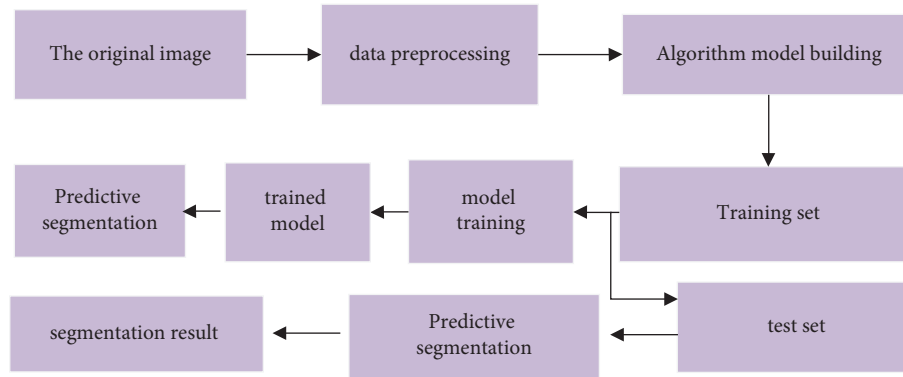 The original image
data preprocessing
Algorithm model building
Predictive
segmentation
trained
model
model
training
Training set
segmentation result
Predictive
segmentation
test set